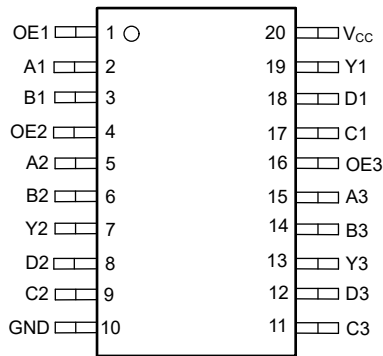 OE1 1 20 VCC
A1 2 19 Y1
B1 3 18 D1
OE2 4 17 C1
A2 5 16 OE3
B2 6 15 A3
Y2 7 14 B3
D2 8 13 Y3
C2 9 12 D3
GND 10 11 C3